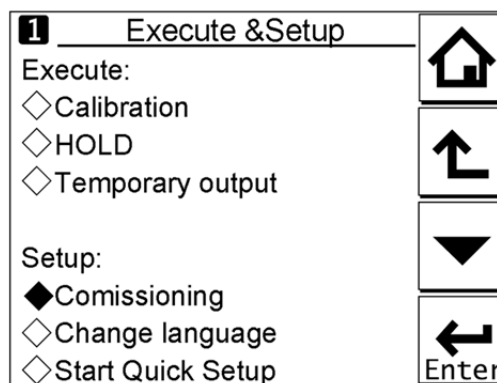 1 Execute &Setup
Execute:
Calibration
HOLD
Temporary output
Setup:
Comissioning
Change language
Start Quick Setup
Enter